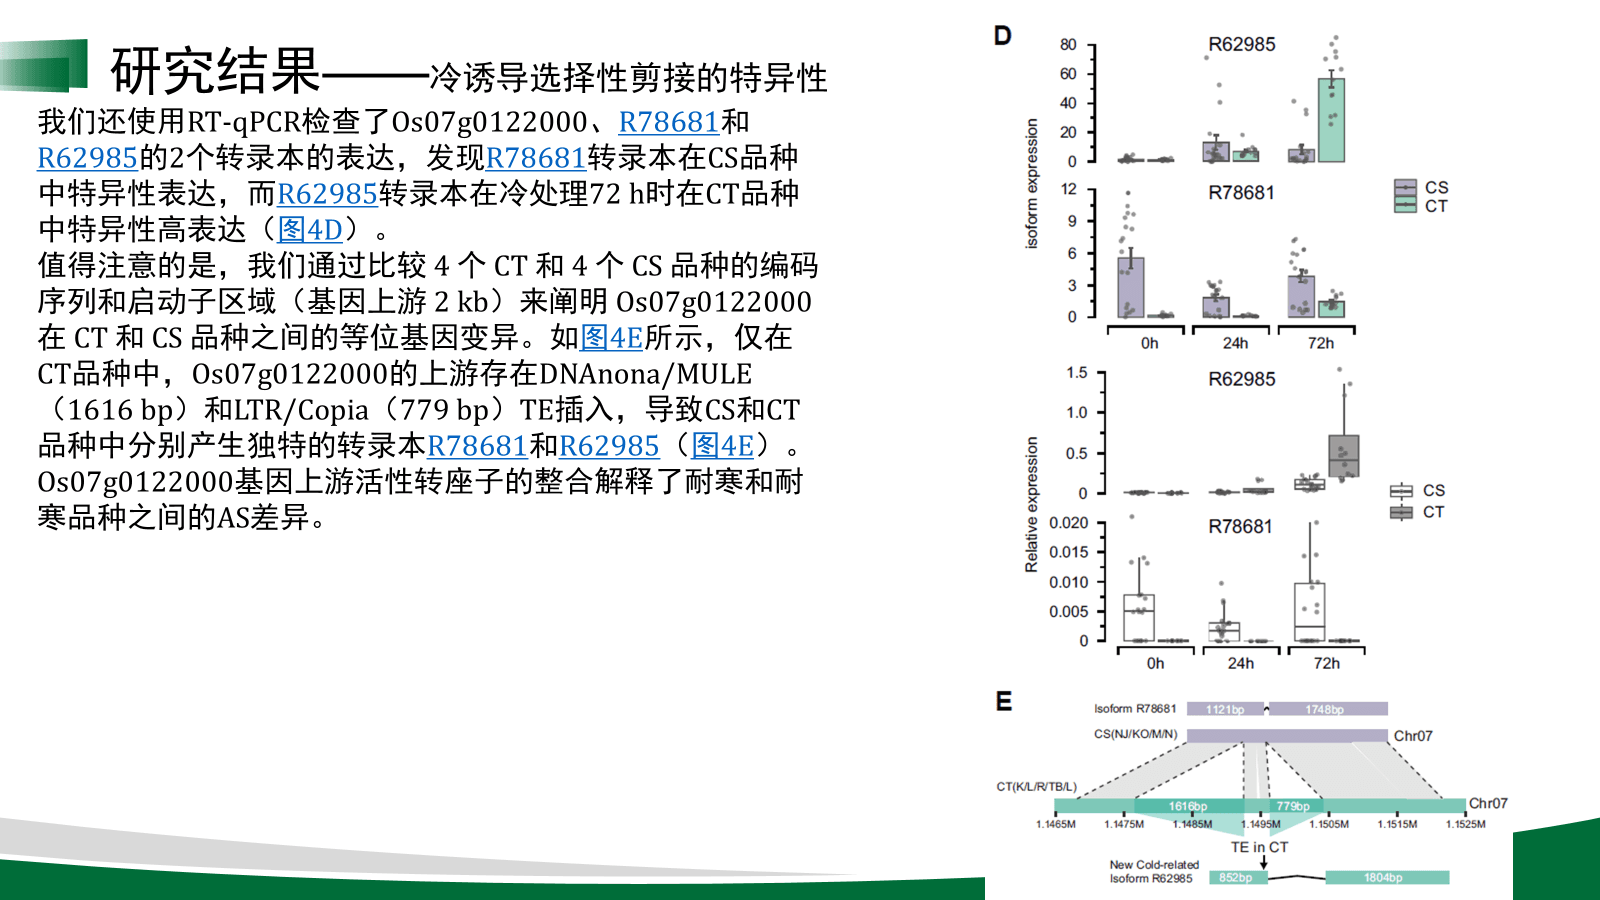 研究结果——冷诱导选择性剪接的特异性
我们还使用RT-qPCR检查了Os07g0122000、R78681和
R62985的2个转录本的表达，发现R78681转录本在CS品种
中特异性表达，而R62985转录本在冷处理72 h时在CT品种
中特异性高表达（图4D）。
值得注意的是，我们通过比较 4 个 CT 和 4 个 CS 品种的编码
序列和启动子区域（基因上游 2 kb）来阐明 Os07g0122000
在 CT 和 CS 品种之间的等位基因变异。如图4E所示，仅在
CT品种中，Os07g0122000的上游存在DNAnona/MULE
（1616 bp）和LTR/Copia（779 bp）TE插入，导致CS和CT
品种中分别产生独特的转录本R78681和R62985（图4E）。
Os07g0122000基因上游活性转座子的整合解释了耐寒和耐
寒品种之间的AS差异。
D
isoform expression
R62985
80
60
40
20
0
R78681
12
9
6
3
0
0h 24h 72h
CS
CT
Relative expression
R62985
1.5
1.0
0.5
0
R78681
0.020
0.015
0.010
0.005
0
0h 24h 72h
CS
CT
E
Isoform R78681 1121bp 1748bp
CS(NJ/KO/M/N) Chr07
CT(K/L/R/TB/L)
1616bp 779bp Chr07
1.1465M 1.1475M 1.1485M 1.1495M 1.1505M 1.1515M 1.1525M
TE in CT
New Cold-related
Isoform R62985 852bp 1804bp